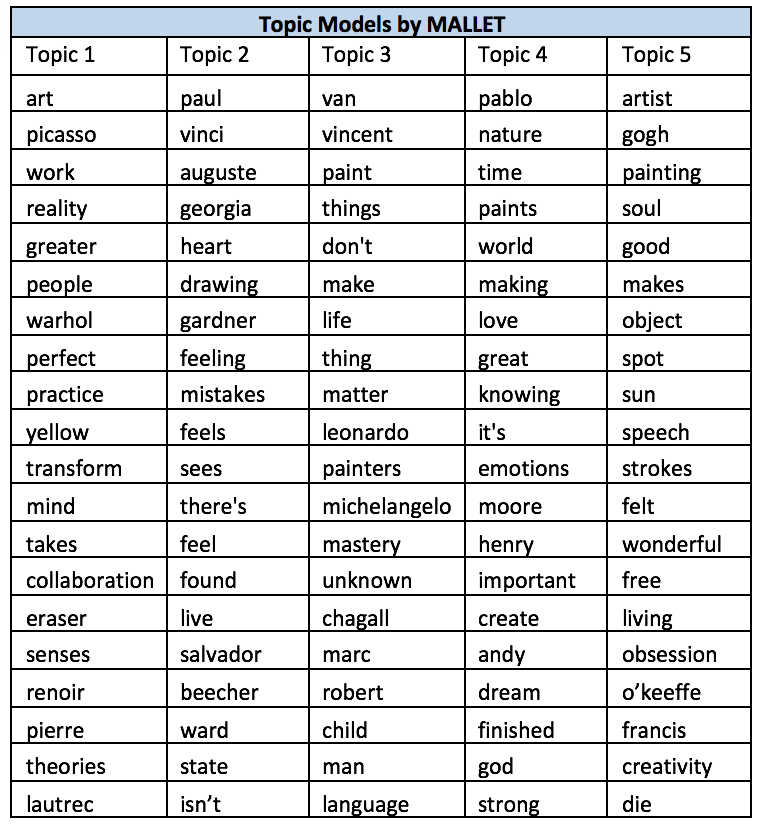 Topic Models by MALLET
Topic 1 Topic 2 Topic 3 Topic 4 Topic 5
art paul van pablo artist
picasso vinci vincent nature gogh
work auguste paint time painting
reality georgia things paints soul
greater heart don't world good
people drawing make making makes
warhol gardner life love object
perfect feeling thing great spot
practice mistakes matter knowing sun
yellow feels leonardo it's speech
transform sees painters emotions strokes
mind there's michelangelo moore felt
takes feel mastery henry wonderful
collaboration found unknown important free
eraser live chagall create living
senses salvador marc andy obsession
renoir beecher robert dream o’keeffe
pierre ward child finished francis
theories state man god creativity
lautrec isn’t language strong die